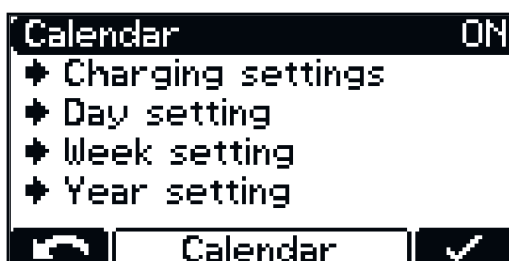 Calendar ON
Charging settings
Day setting
Week setting
Year setting
Calendar